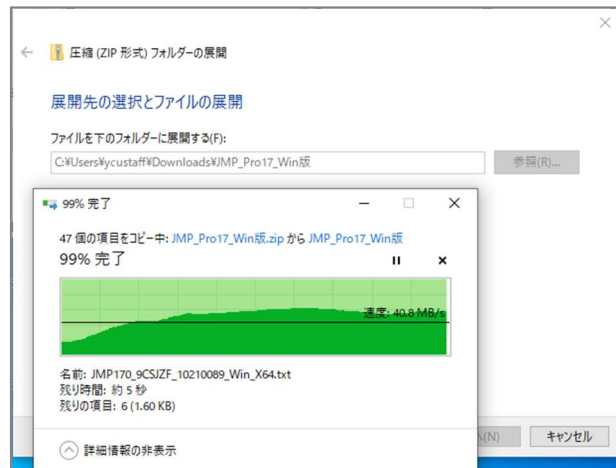 圧縮 (ZIP 形式) フォルダーの展開
展開先の選択とファイルの展開
ファイルを下のフォルダーに展開する(F):
C:¥Users¥ycustaff¥Downloads¥JMP_Pro17_Win版
参照(R)...
99% 完了
47 個の項目をコピー中: JMP_Pro17_Win版.zip から JMP_Pro17_Win版
99% 完了
速度: 40.8 MB/s
名前: JMP170_9CSJZF_10210089_Win_X64.txt
残り時間: 約 5 秒
残りの項目: 6 (1.60 KB)
詳細情報の非表示
(N)
キャンセル